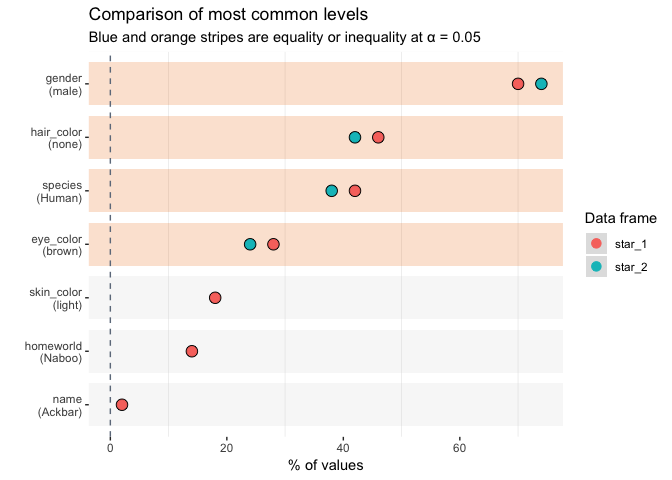 Comparison of most common levels
Blue and orange stripes are equality or inequality at α = 0.05
gender
(male)
hair_color
(none)
species
(Human)
eye_color
(brown)
skin_color
(light)
homeworld
(Naboo)
name
(Ackbar)
0
20
40
60
% of values
Data frame
star_1
star_2